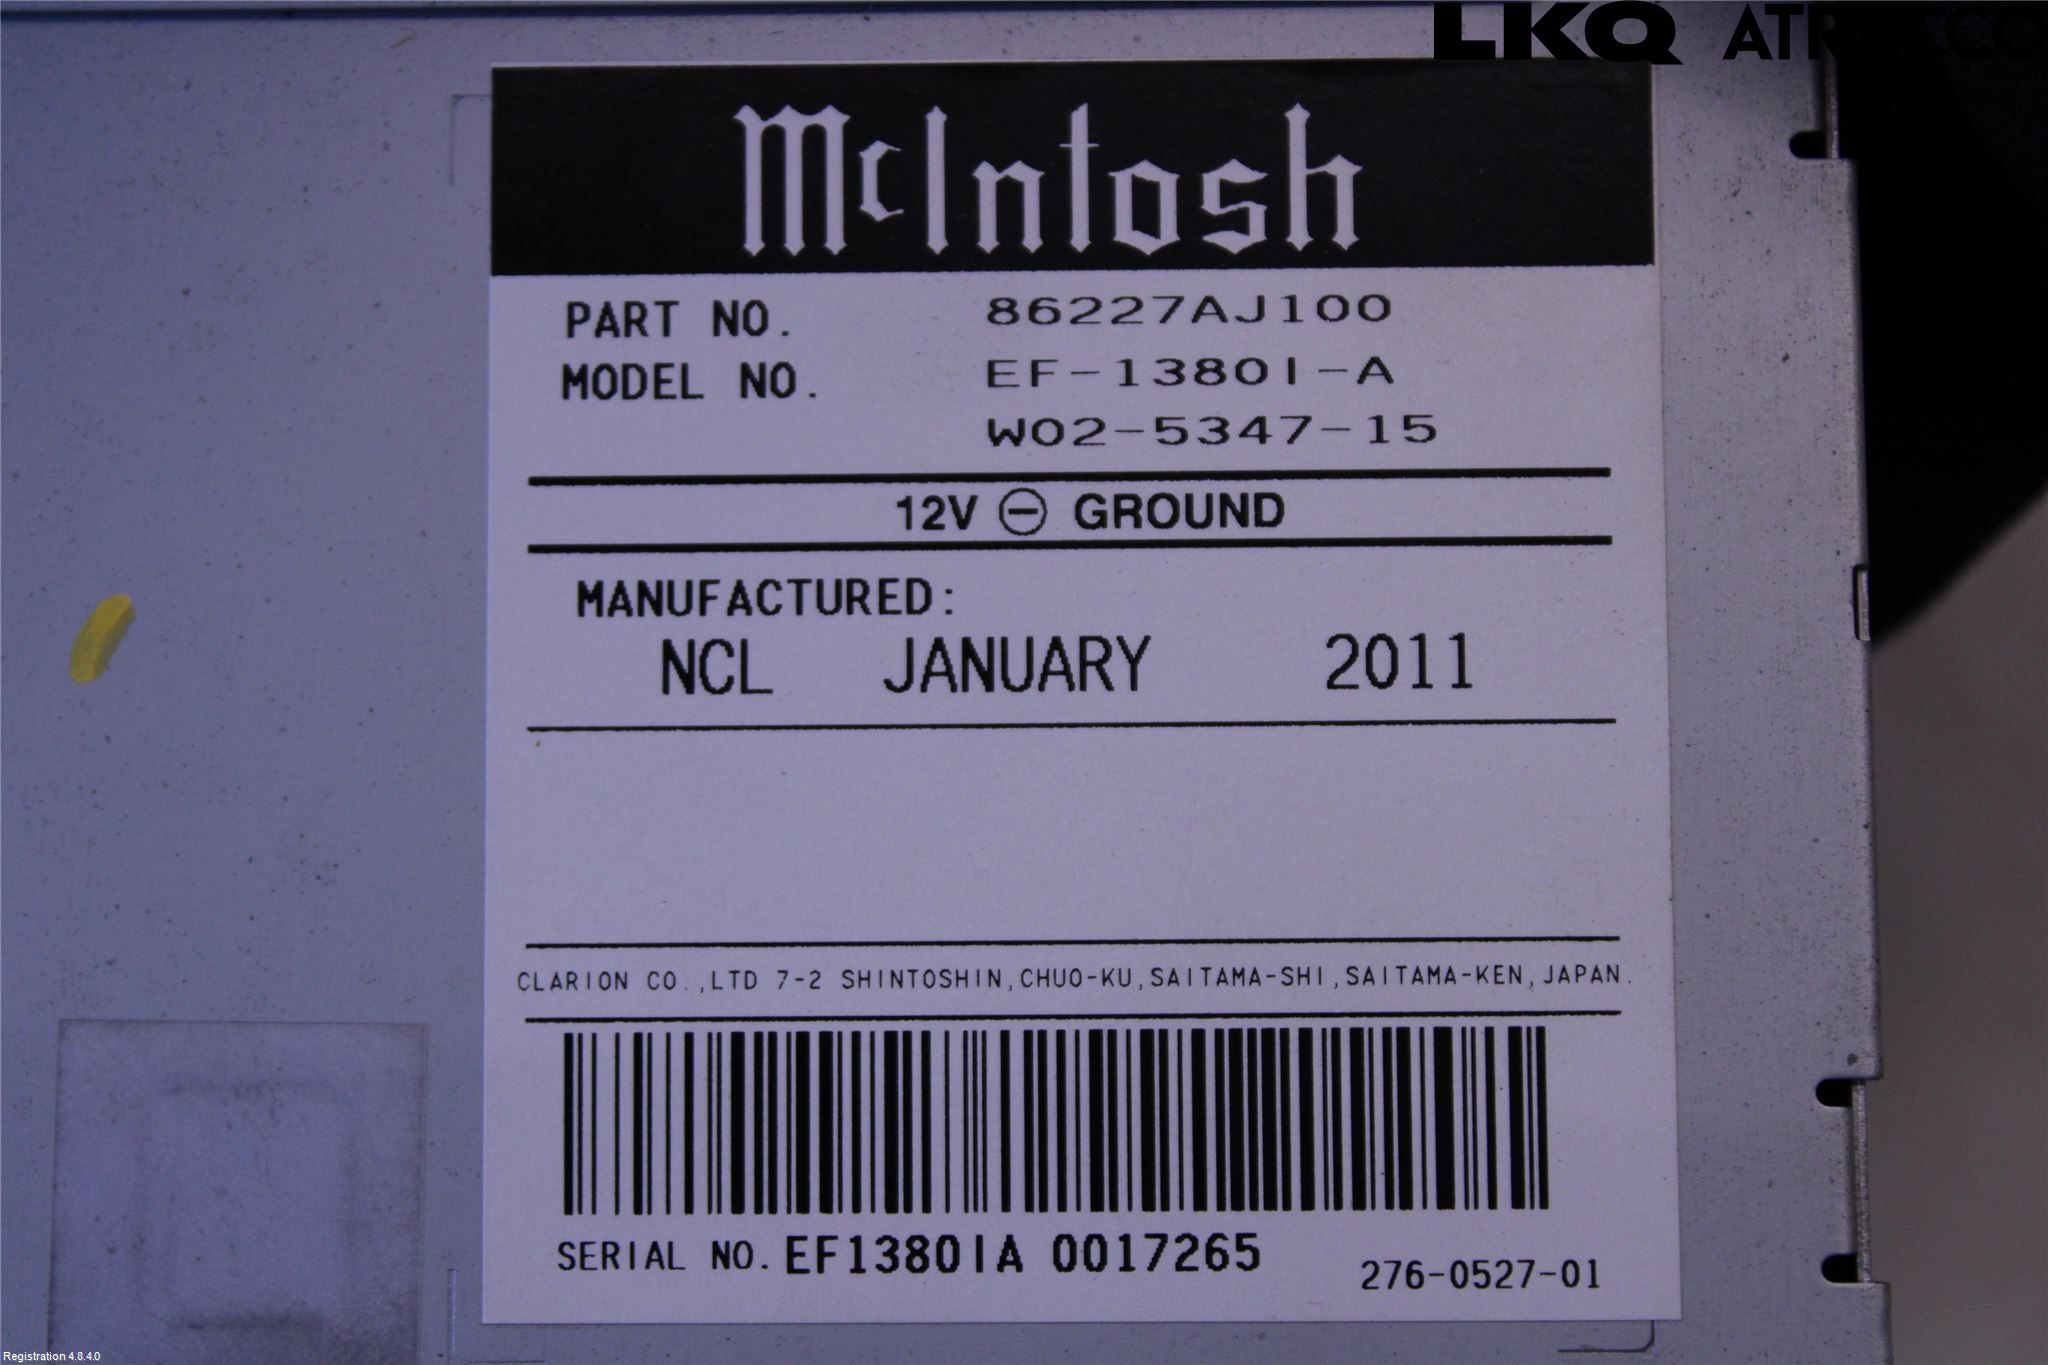 LKQ
McIntosh
PART NO. 86227AJ100
MODEL NO. EF-1380I-A
W02-5347-15
12V ⊖ GROUND
MANUFACTURED:
NCL JANUARY 2011
CLARION CO.,LTD 7-2 SHINTOSHIN,CHUO-KU,SAITAMA-SHI,SAITAMA-KEN,JAPAN.
SERIAL NO. EF1380IA 0017265
276-0527-01
Registration 4.8.4.0